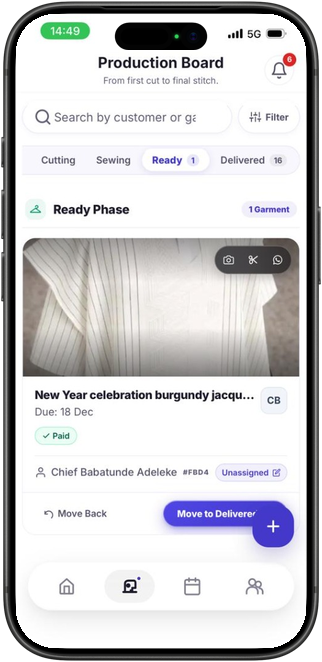 14:49
5G
Production Board
From first cut to final stitch.
6
Search by customer or ga
Filter
Cutting
Sewing
Ready 1
Delivered 16
Ready Phase
1 Garment
New Year celebration burgundy jacqu...
CB
Due: 18 Dec
Paid
Chief Babatunde Adeleke #FBD4 Unassigned
Move Back
Move to Delivered